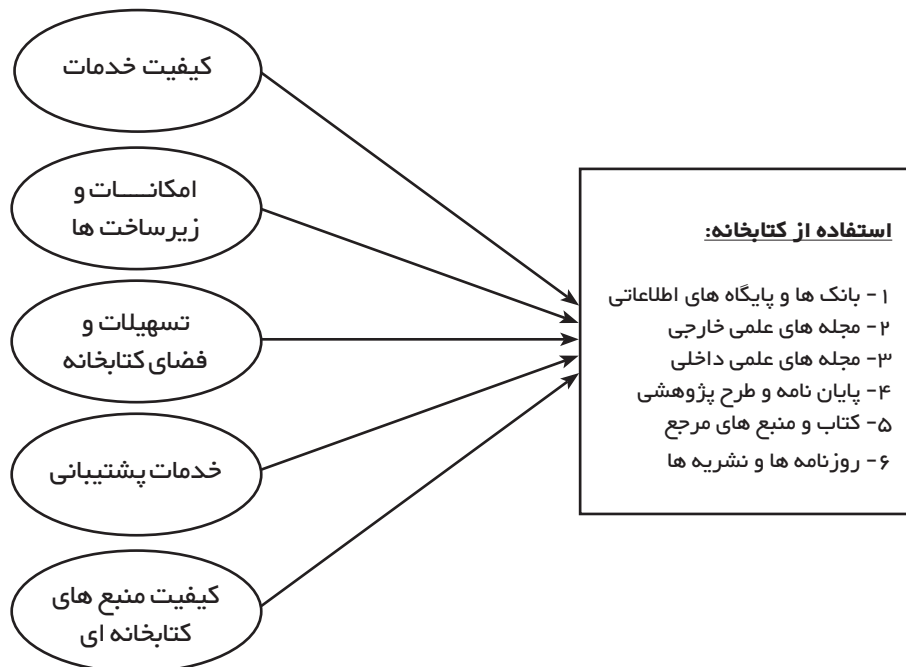 کیفیت خدمات
امکانـــــات و
زیرساخت ها
تسهیلات و
فضای کتابخانه
خدمات پشتیبانی
کیفیت منبع های
کتابخانه ای
استفاده از کتابخانه:
۱- بانک ها و پایگاه های اطلاعاتی
۲- مجله های علمی خارجی
۳- مجله های علمی داخلی
۴- پایان نامه و طرح پژوهشی
۵- کتاب و منبع های مرجع
۶- روزنامه ها و نشریه ها